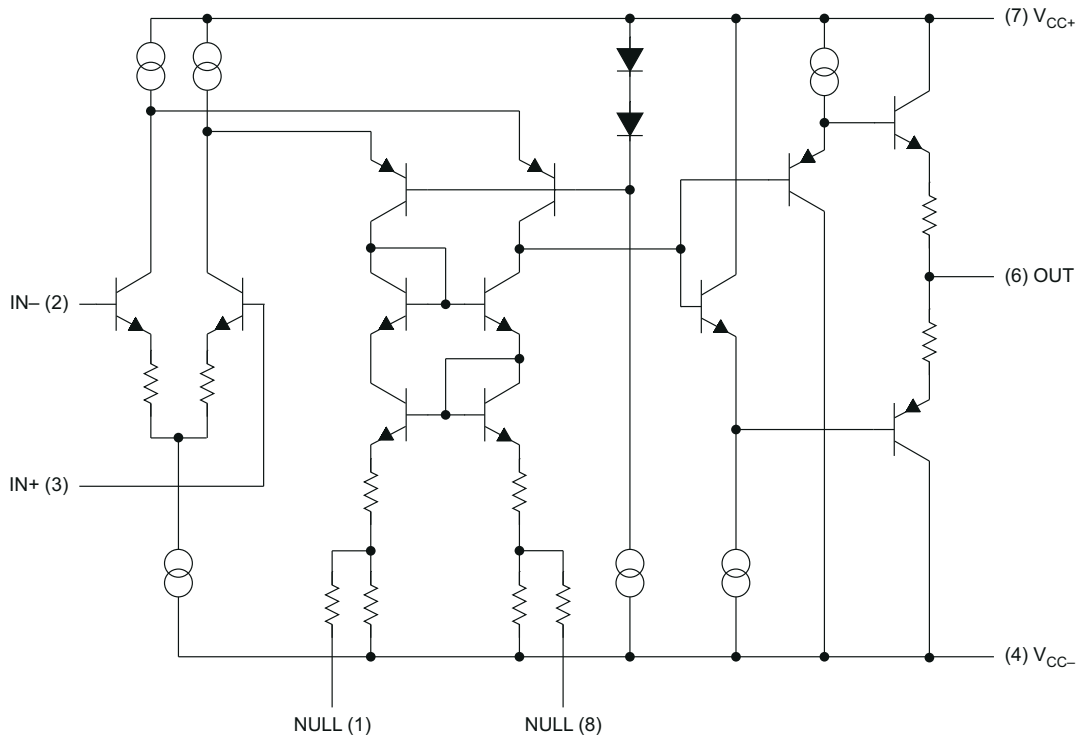 (7) VCC+
IN– (2)
(6) OUT
IN+ (3)
(4) VCC–
NULL (1)
NULL (8)